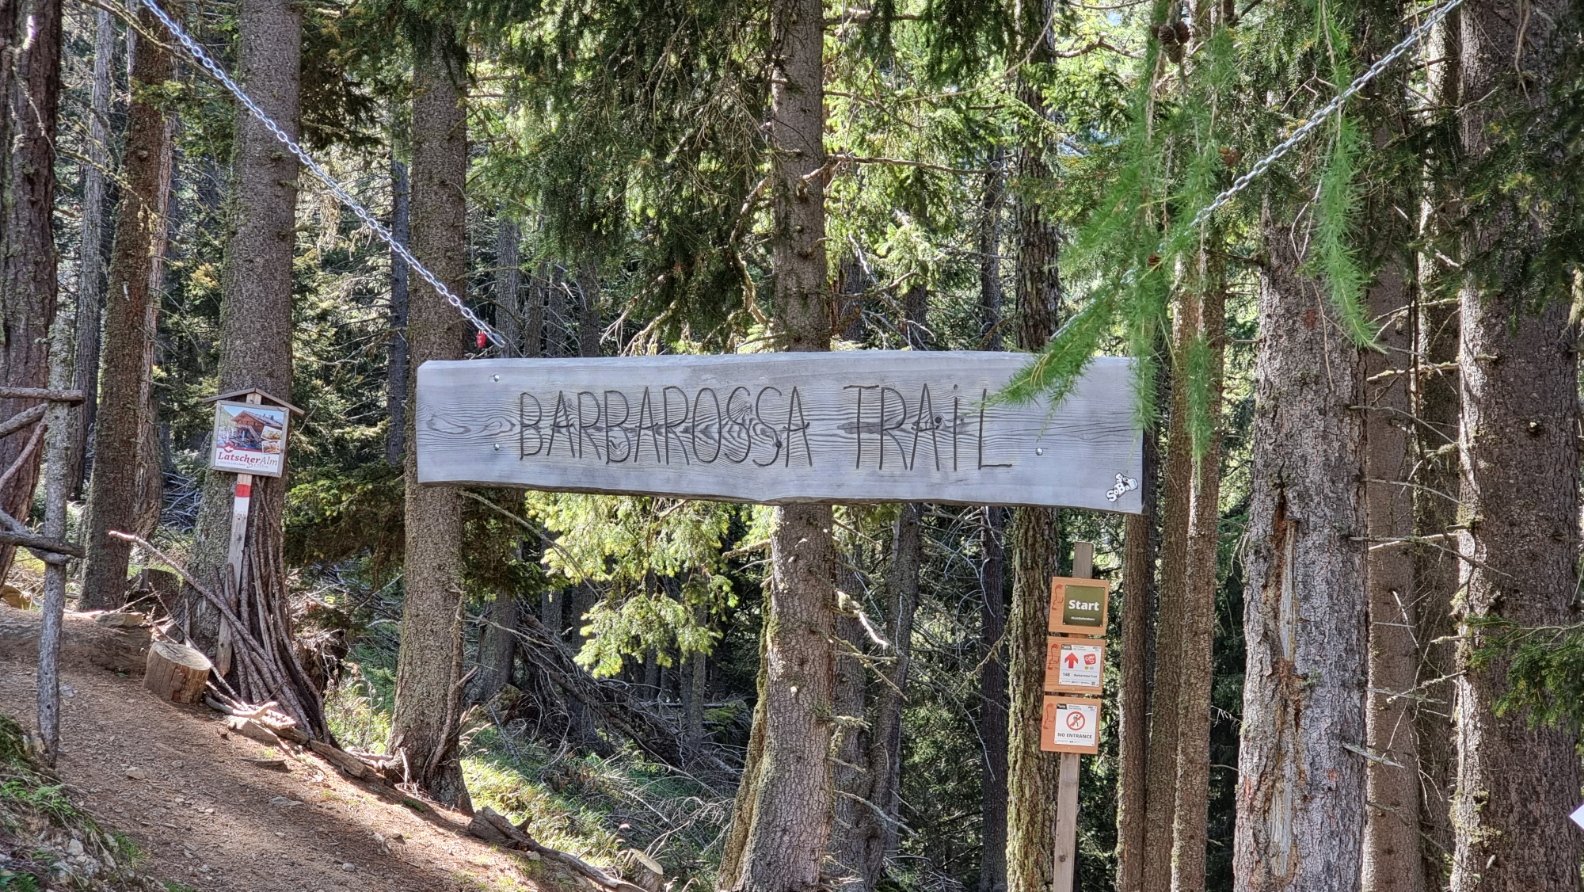 BARBAROSSA TRAiL
LatscherAlm
Start
NO ENTRANCE